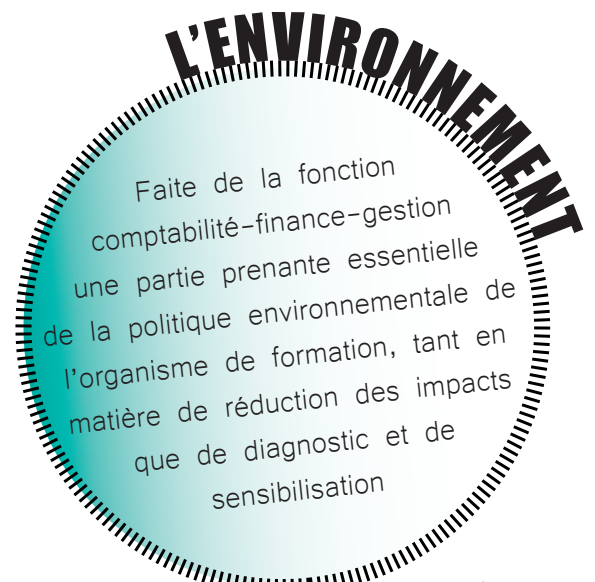 L'ENVIRONNEMENT
Faite de la fonction
comptabilité-finance-gestion
une partie prenante essentielle
de la politique environnementale de
l'organisme de formation, tant en
matière de réduction des impacts
que de diagnostic et de
sensibilisation